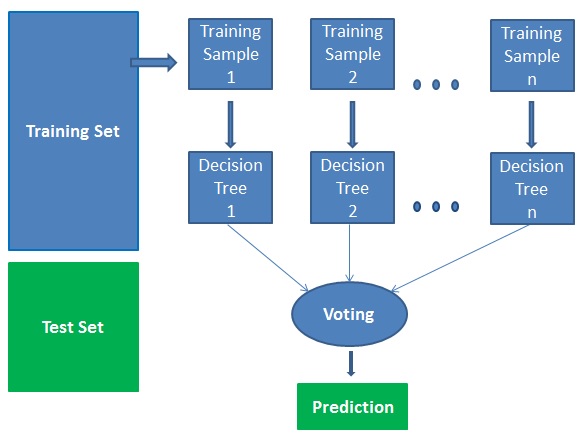 Training Set
Training
Sample
1
Training
Sample
2
Training
Sample
n
Decision
Tree
1
Decision
Tree
2
Decision
Tree
n
Test Set
Voting
Prediction